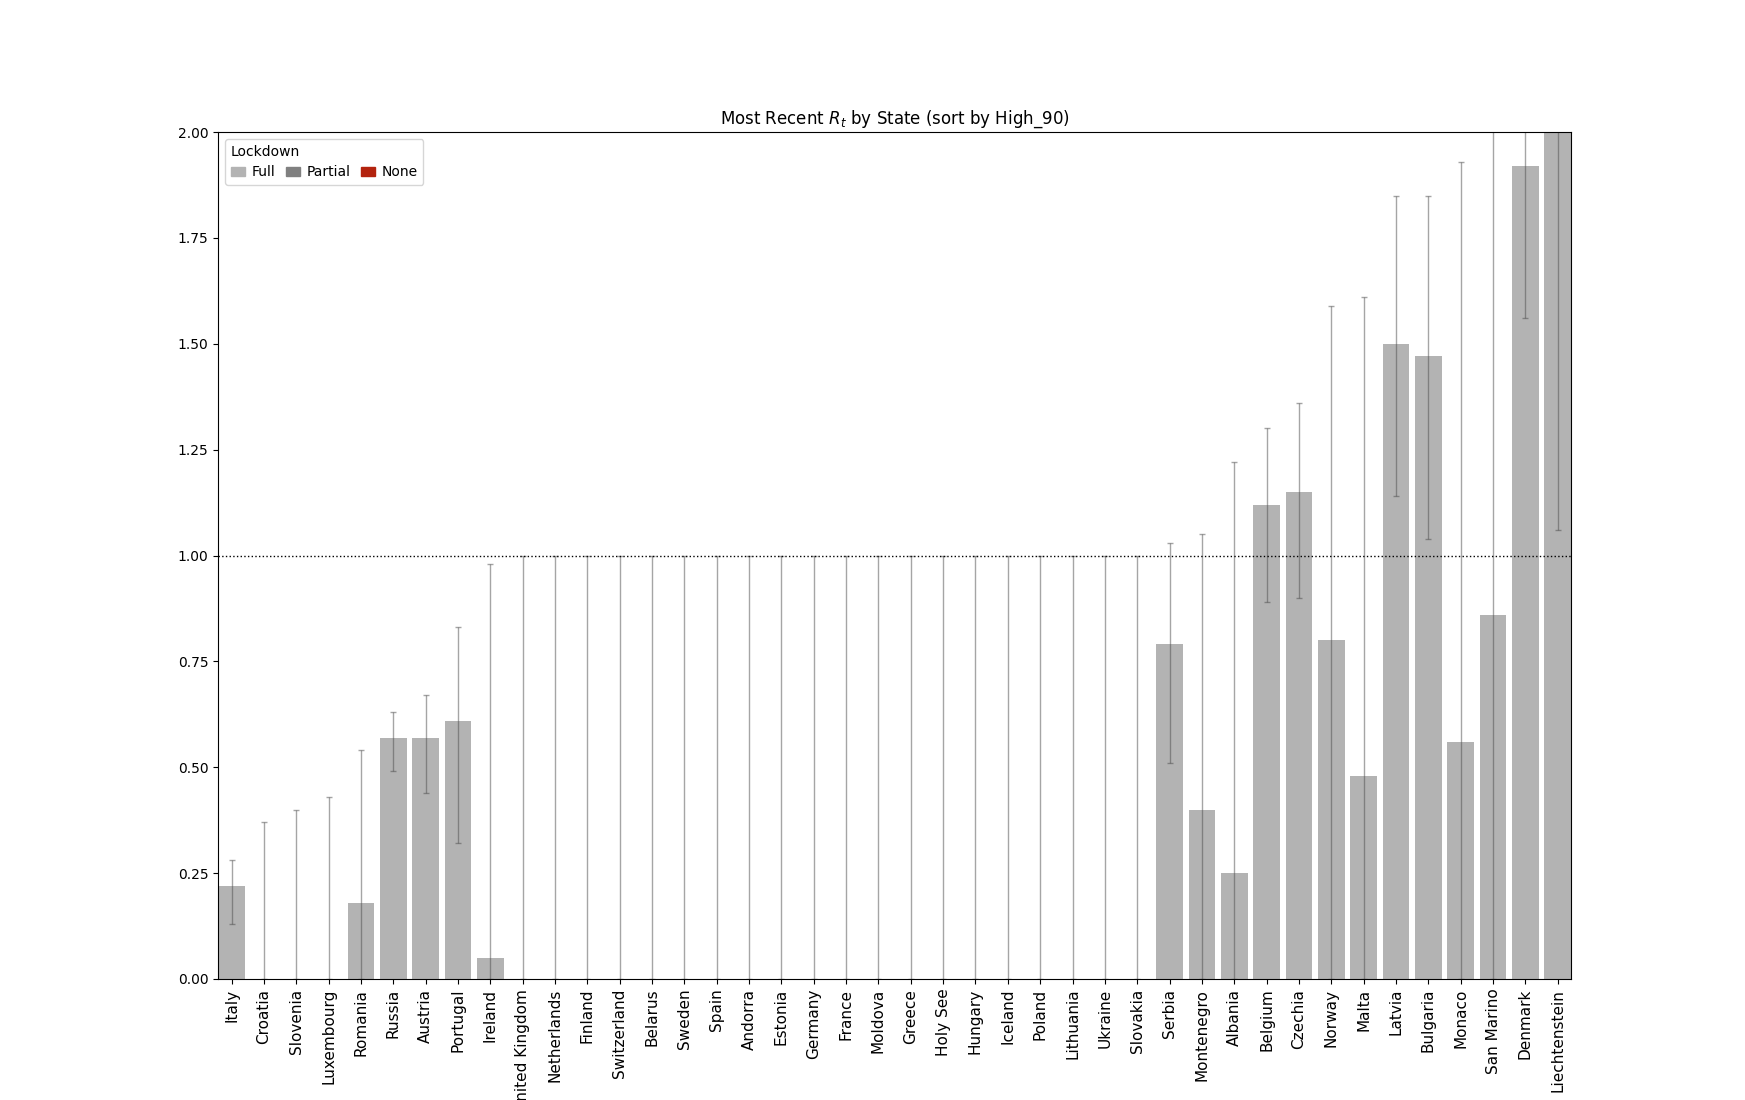 Most Recent R_t by State (sort by High_90)
Lockdown
Full Partial None
2.00
1.75
1.50
1.25
1.00
0.75
0.50
0.25
0.00
Italy
Croatia
Slovenia
Luxembourg
Romania
Russia
Austria
Portugal
Ireland
nited Kingdom
Netherlands
Finland
Switzerland
Belarus
Sweden
Spain
Andorra
Estonia
Germany
France
Moldova
Greece
Holy See
Hungary
Iceland
Poland
Lithuania
Ukraine
Slovakia
Serbia
Montenegro
Albania
Belgium
Czechia
Norway
Malta
Latvia
Bulgaria
Monaco
San Marino
Denmark
Liechtenstein